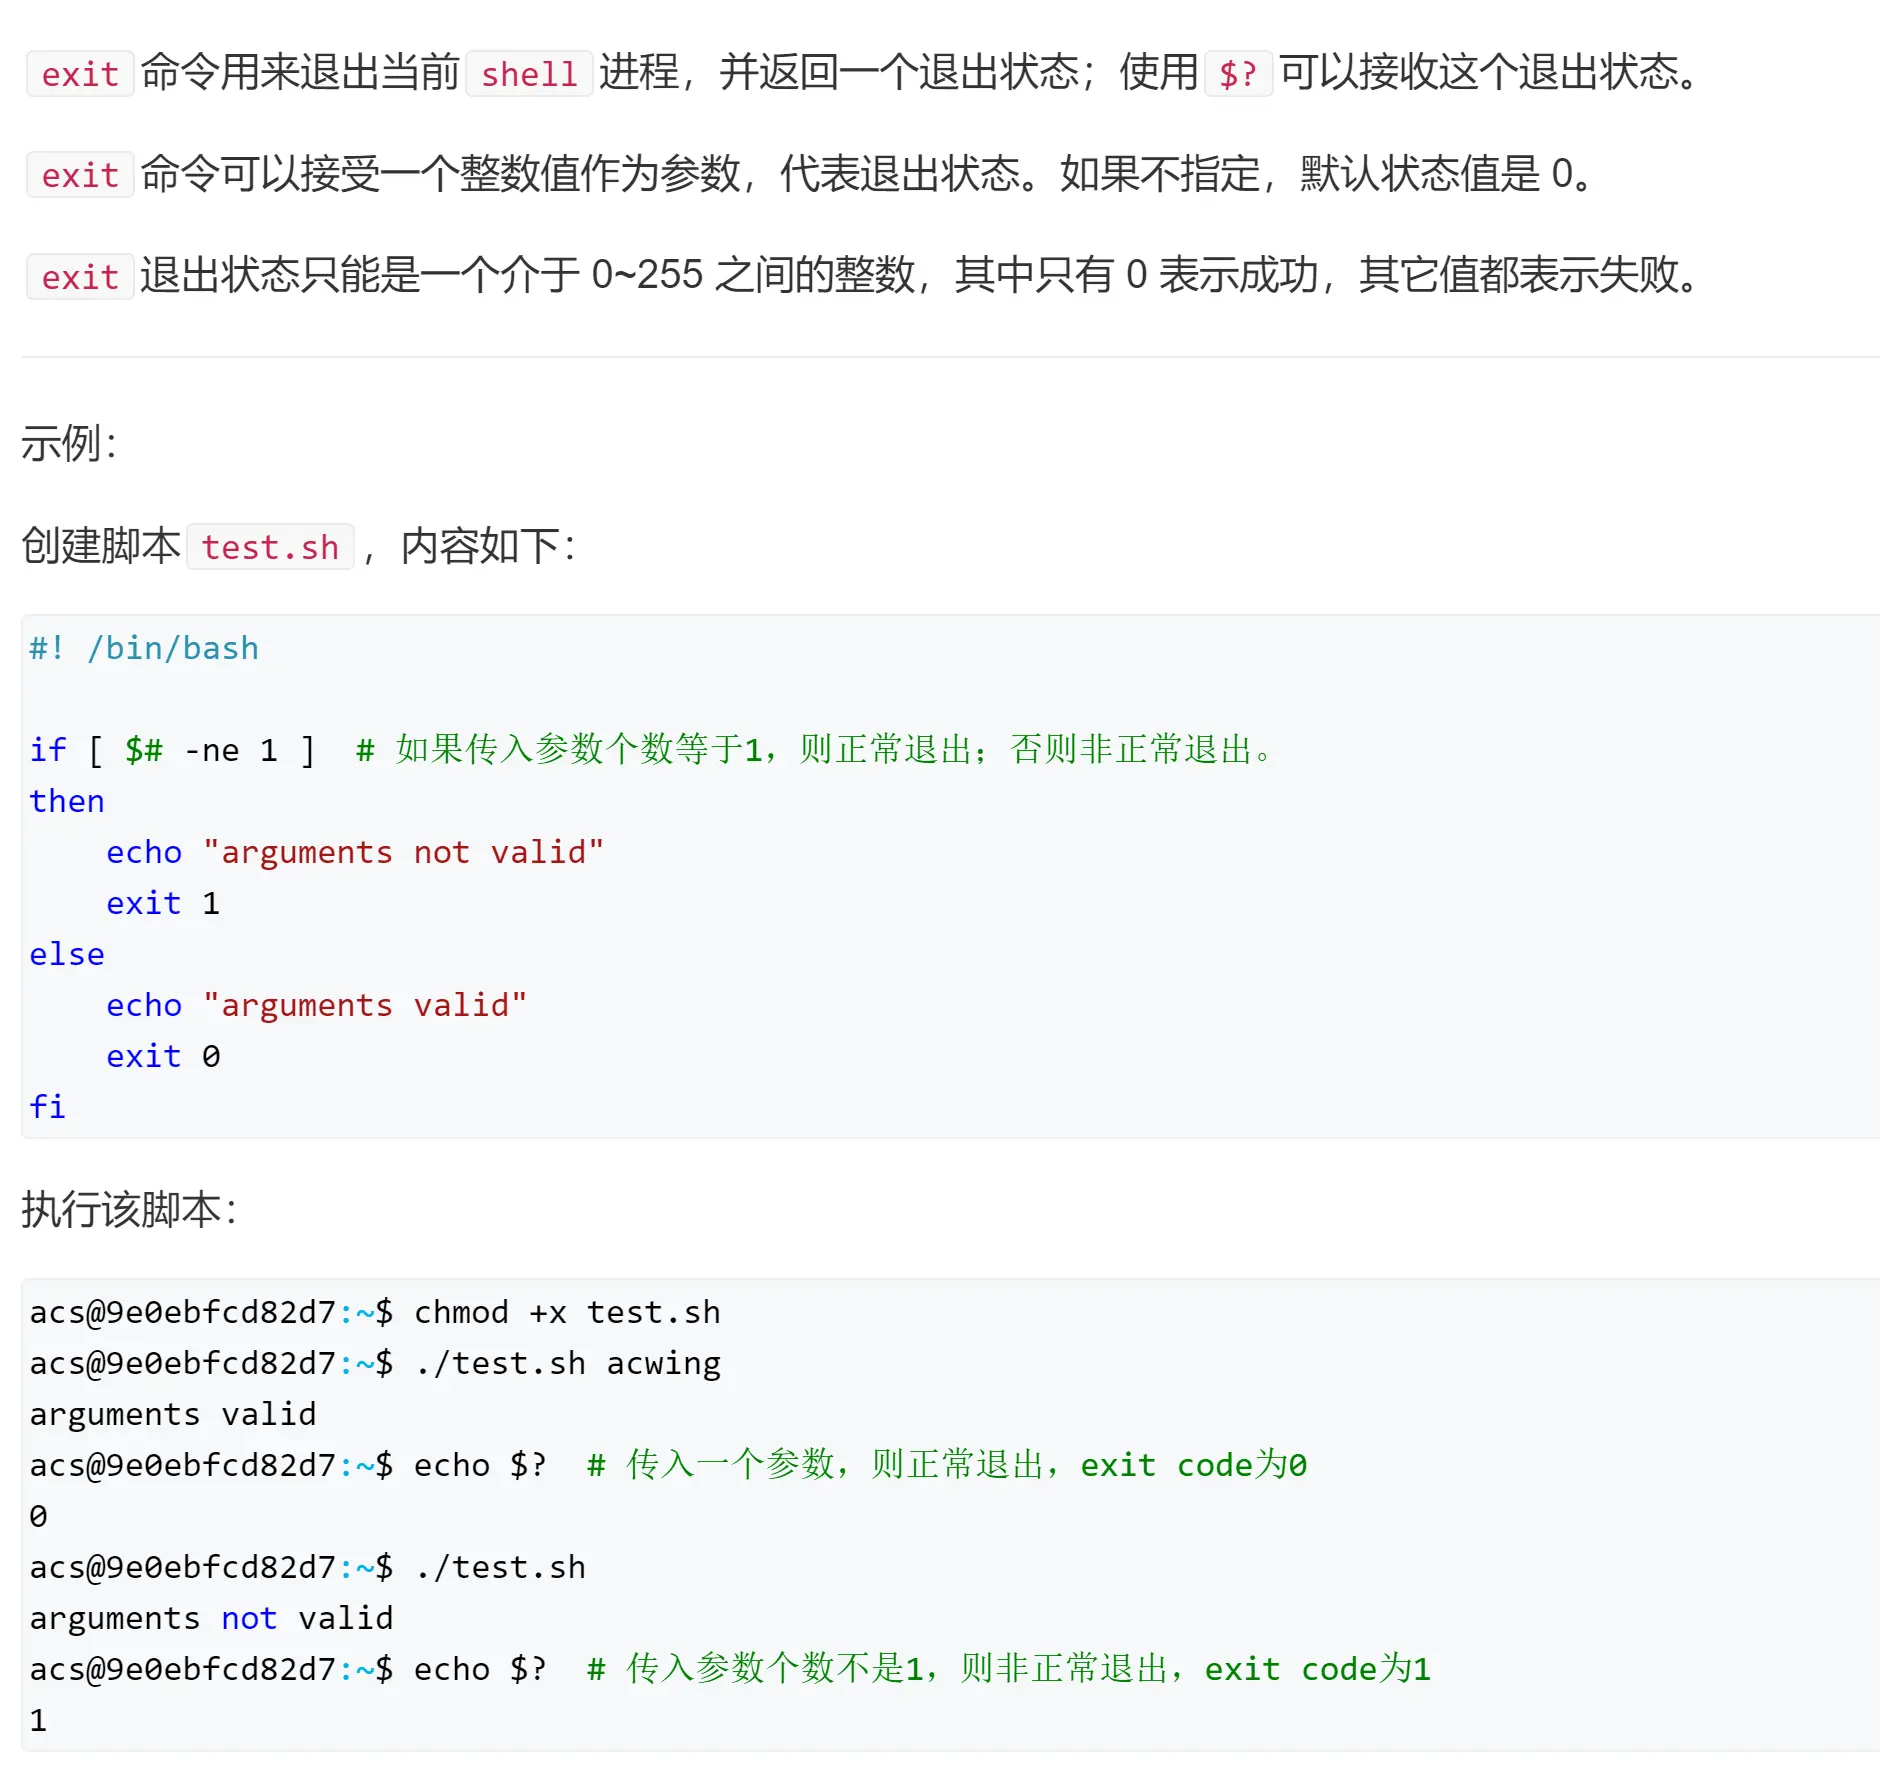 exit 命令用来退出当前 shell 进程，并返回一个退出状态；使用 $? 可以接收这个退出状态。
exit 命令可以接受一个整数值作为参数，代表退出状态。如果不指定，默认状态值是 0。
exit 退出状态只能是一个介于 0~255 之间的整数，其中只有 0 表示成功，其它值都表示失败。
示例：
创建脚本 test.sh ，内容如下：
#! /bin/bash
if [ $# -ne 1 ]  # 如果传入参数个数等于1，则正常退出；否则非正常退出。
then
    echo "arguments not valid"
    exit 1
else
    echo "arguments valid"
    exit 0
fi
执行该脚本：
acs@9e0ebfcd82d7:~$ chmod +x test.sh
acs@9e0ebfcd82d7:~$ ./test.sh acwing
arguments valid
acs@9e0ebfcd82d7:~$ echo $?  # 传入一个参数，则正常退出，exit code为0
0
acs@9e0ebfcd82d7:~$ ./test.sh
arguments not valid
acs@9e0ebfcd82d7:~$ echo $?  # 传入参数个数不是1，则非正常退出，exit code为1
1